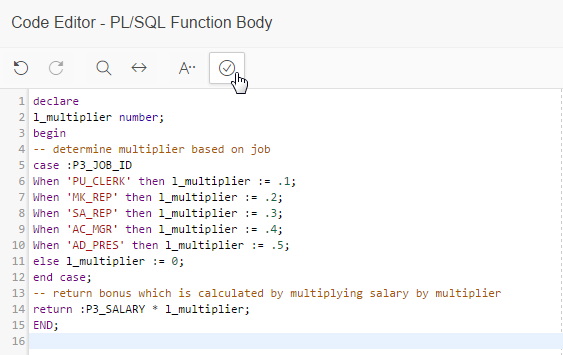 Code Editor - PL/SQL Function Body
A··
1 declare
2 l_multiplier number;
3 begin
4 -- determine multiplier based on job
5 case :P3_JOB_ID
6 When 'PU_CLERK' then l_multiplier := .1;
7 When 'MK_REP' then l_multiplier := .2;
8 When 'SA_REP' then l_multiplier := .3;
9 When 'AC_MGR' then l_multiplier := .4;
10 When 'AD_PRES' then l_multiplier := .5;
11 else l_multiplier := 0;
12 end case;
13 -- return bonus which is calculated by multiplying salary by multiplier
14 return :P3_SALARY * l_multiplier;
15 END;
16